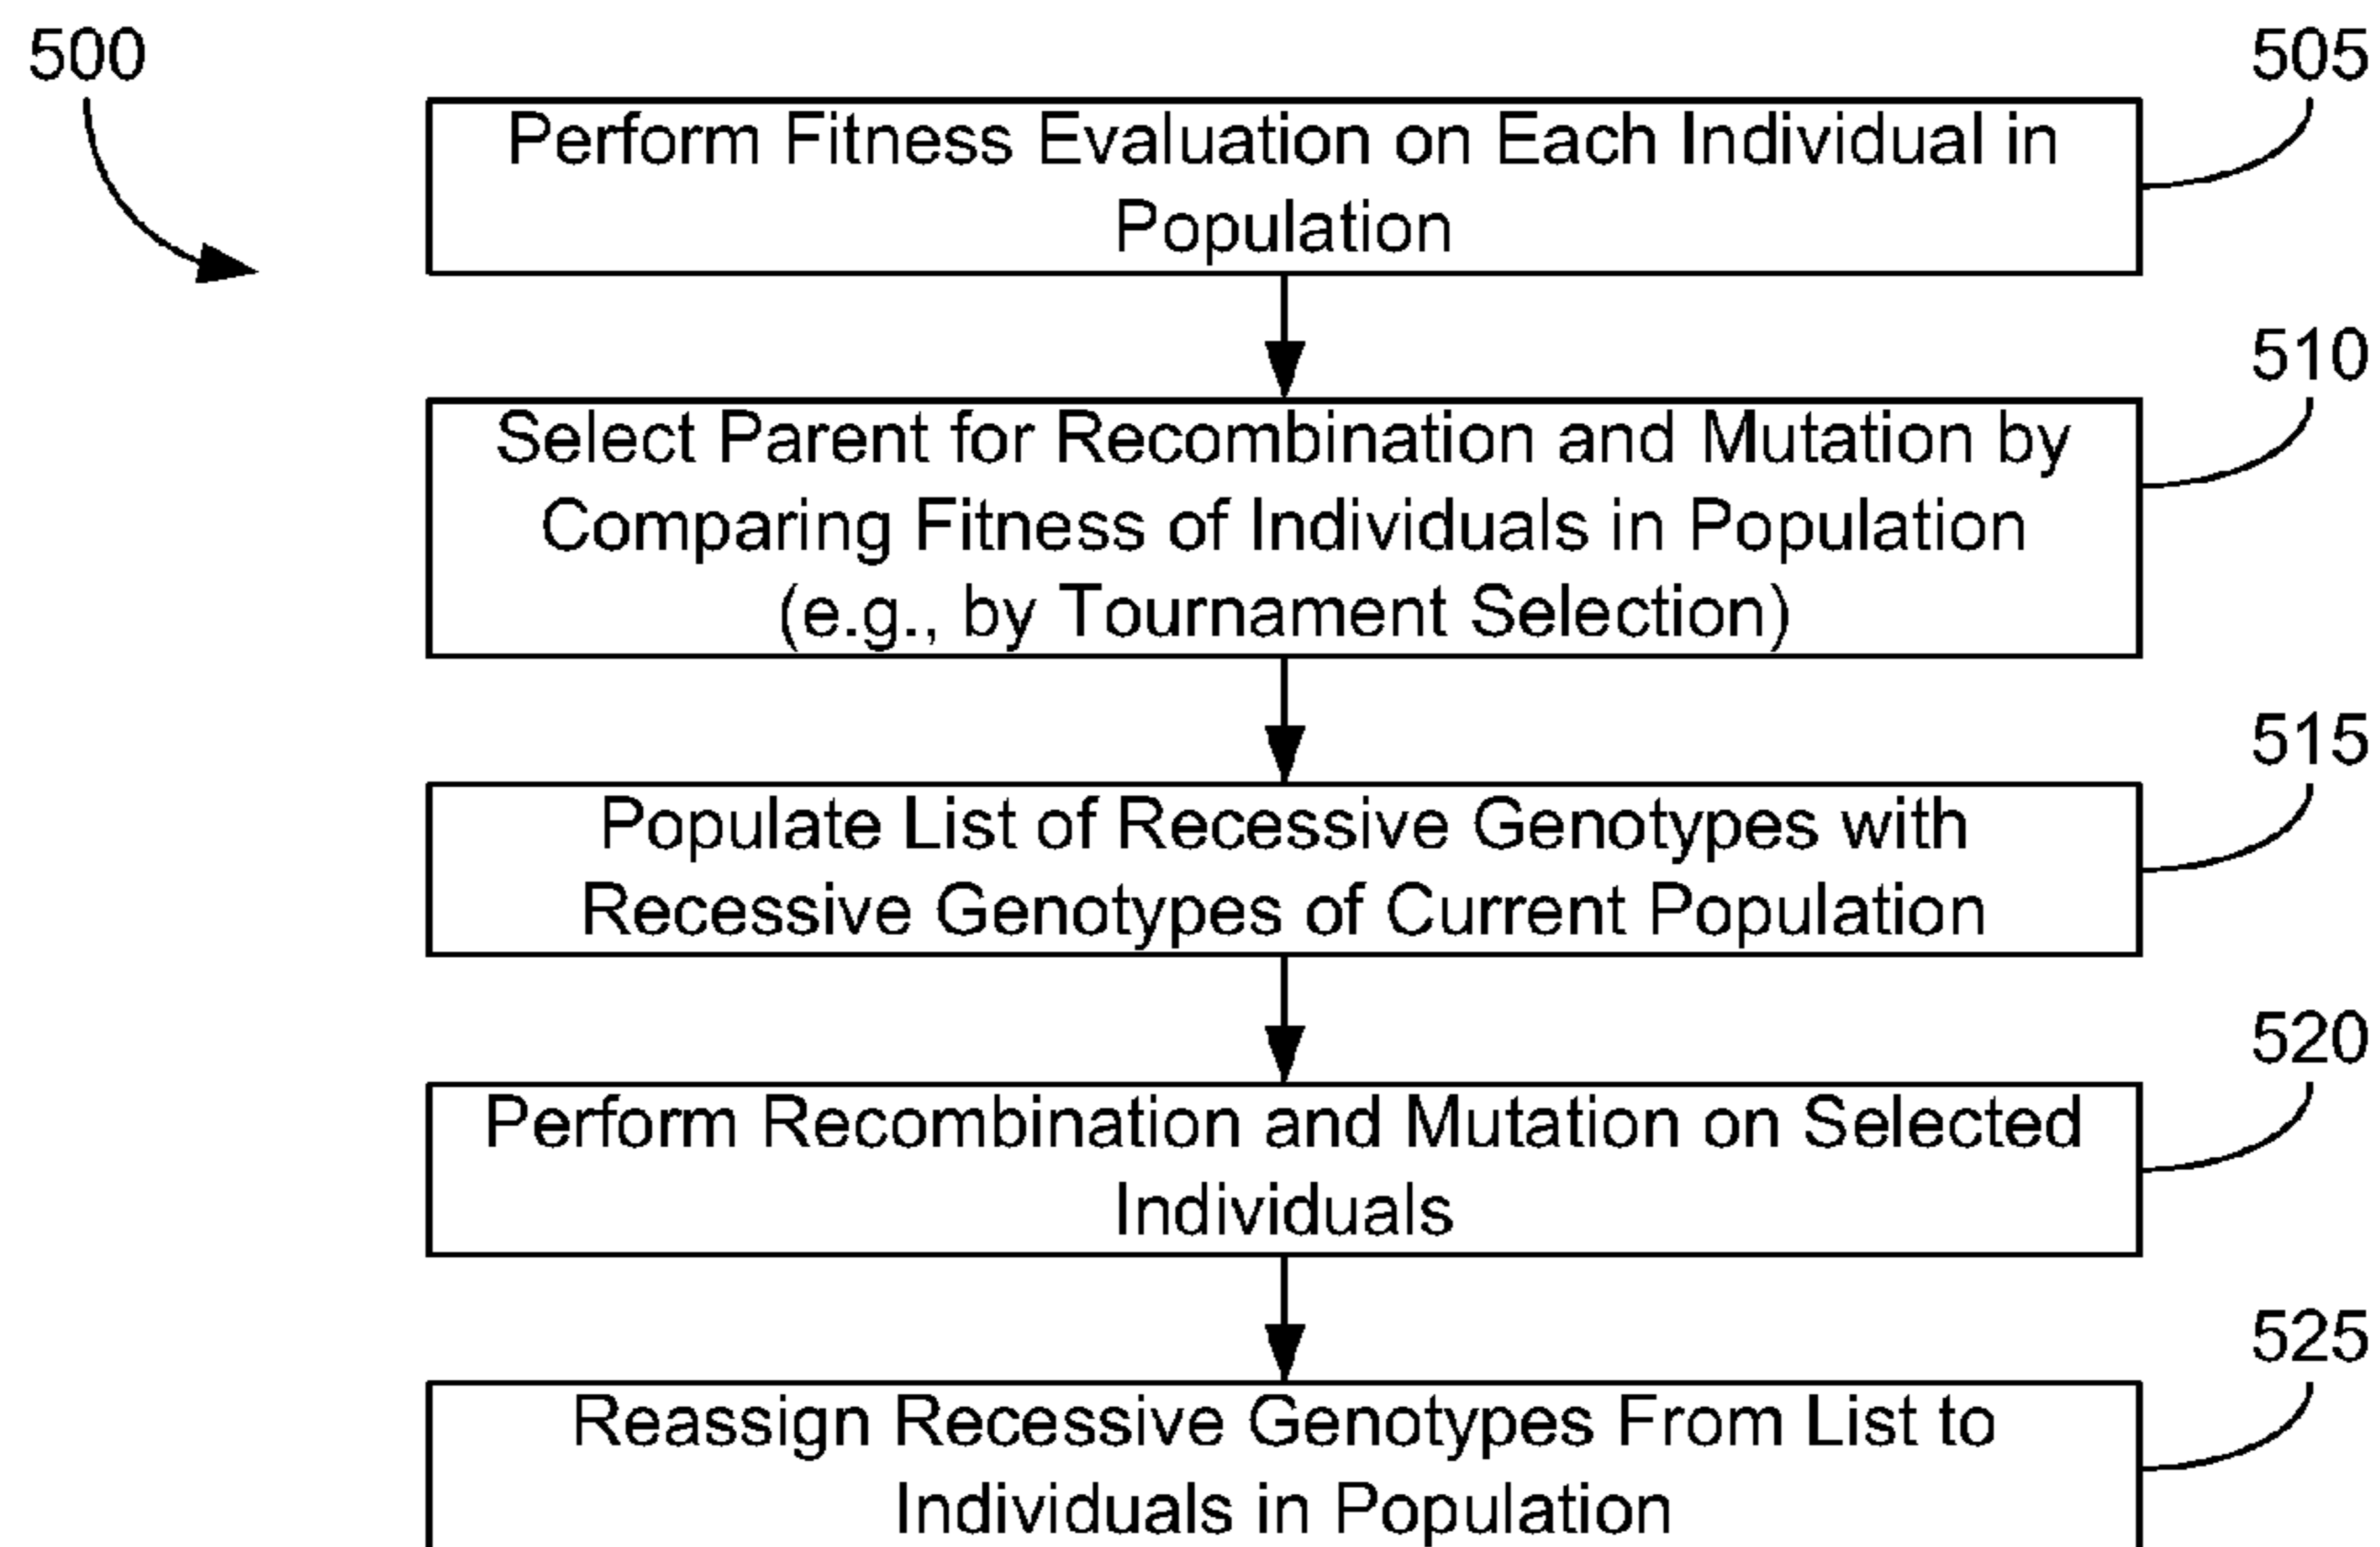 500
505
Perform Fitness Evaluation on Each Individual in
Population
510
Select Parent for Recombination and Mutation by
Comparing Fitness of Individuals in Population
(e.g., by Tournament Selection)
515
Populate List of Recessive Genotypes with
Recessive Genotypes of Current Population
520
Perform Recombination and Mutation on Selected
Individuals
525
Reassign Recessive Genotypes From List to
Individuals in Population